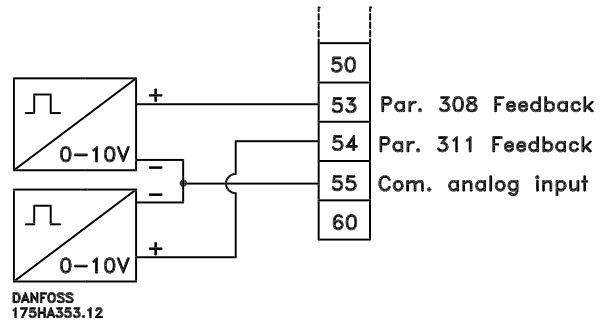 50
+
53 Par. 308 Feedback
0-10V
54 Par. 311 Feedback
-
55 Com. analog input
-
60
+
0-10V
DANFOSS
175HA353.12